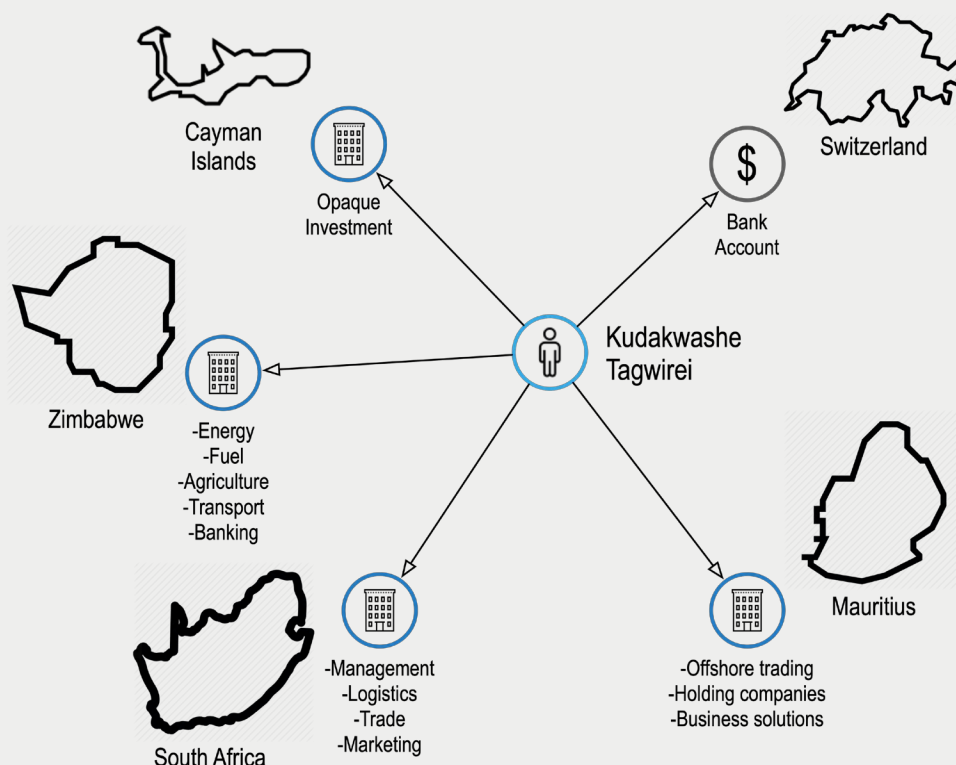 Cayman
Islands
Opaque
Investment
Switzerland
$
Bank
Account
Kudakwashe
Tagwirei
Zimbabwe
-Energy
-Fuel
-Agriculture
-Transport
-Banking
Mauritius
South Africa
-Management
-Logistics
-Trade
-Marketing
-Offshore trading
-Holding companies
-Business solutions